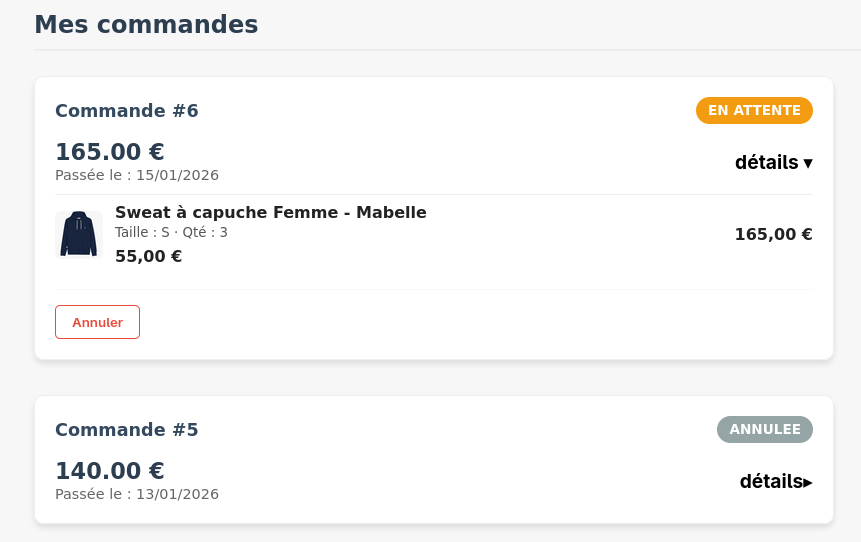 Mes commandes
Commande #6
EN ATTENTE
165.00 €
Passée le : 15/01/2026
détails ▾
Sweat à capuche Femme - Mabelle
Taille : S · Qté : 3
55,00 €
165,00 €
Annuler
Commande #5
ANNULEE
140.00 €
Passée le : 13/01/2026
détails▸